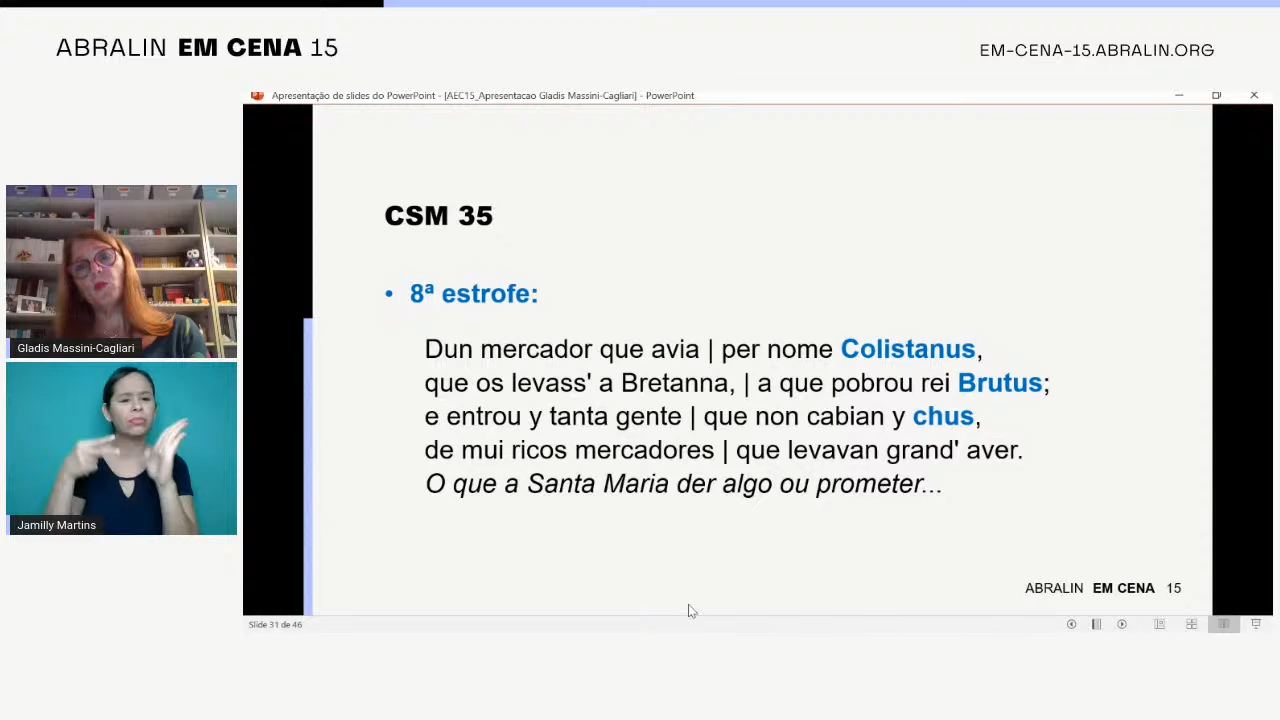 ABRALIN EM CENA 15
EM-CENA-15.ABRALIN.ORG
Apresentação de slides do PowerPoint - [AEC15_Apresentacao Gladis Massini-Cagliari] - PowerPoint
CSM 35
• 8ª estrofe:
Dun mercador que avia | per nome Colistanus,
que os levass' a Bretanna, | a que pobrou rei Brutus;
e entrou y tanta gente | que non cabian y chus,
de mui ricos mercadores | que levavan grand' aver.
O que a Santa Maria der algo ou prometer...
ABRALIN EM CENA 15
Slide 31 de 46
Gladis Massini-Cagliari
Jamilly Martins